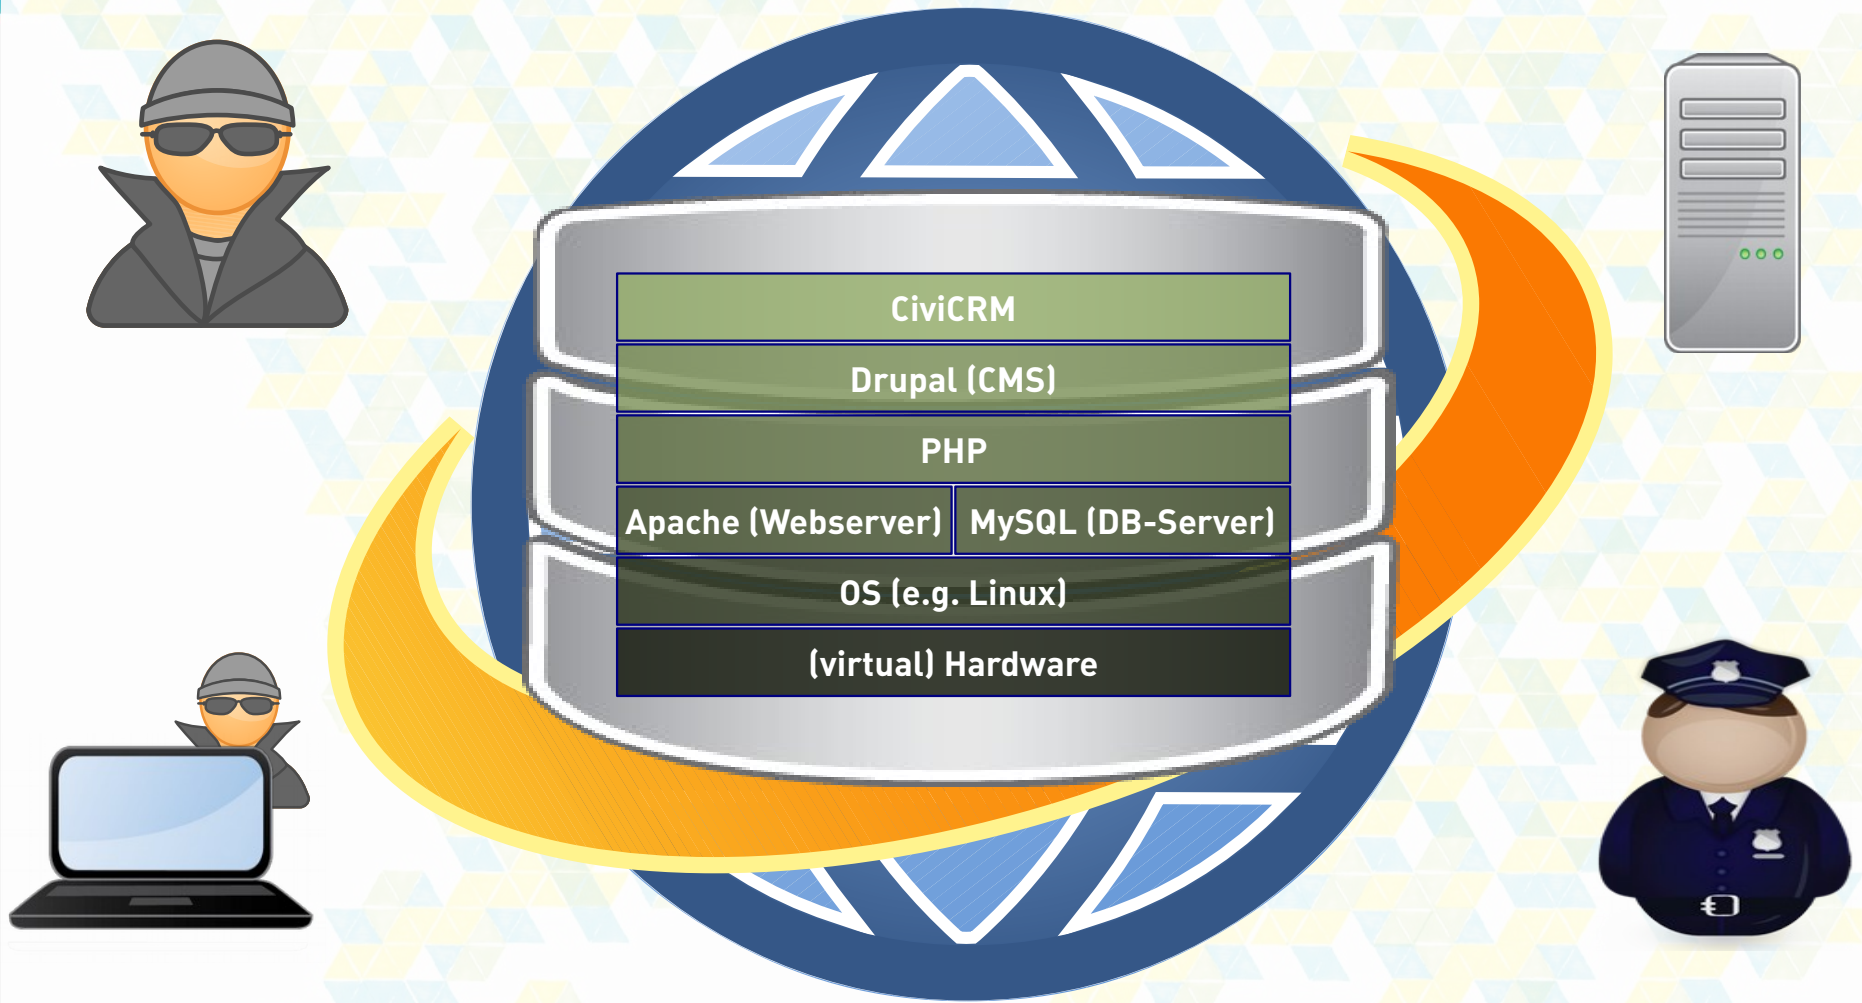 CiviCRM
Drupal (CMS)
PHP
Apache (Webserver)
MySQL (DB-Server)
OS (e.g. Linux)
(virtual) Hardware